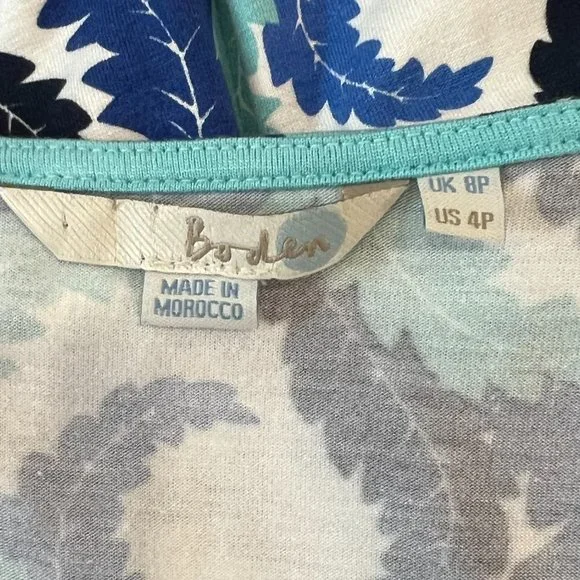 Boden
MADE IN
MOROCCO
UK 8P
US 4P